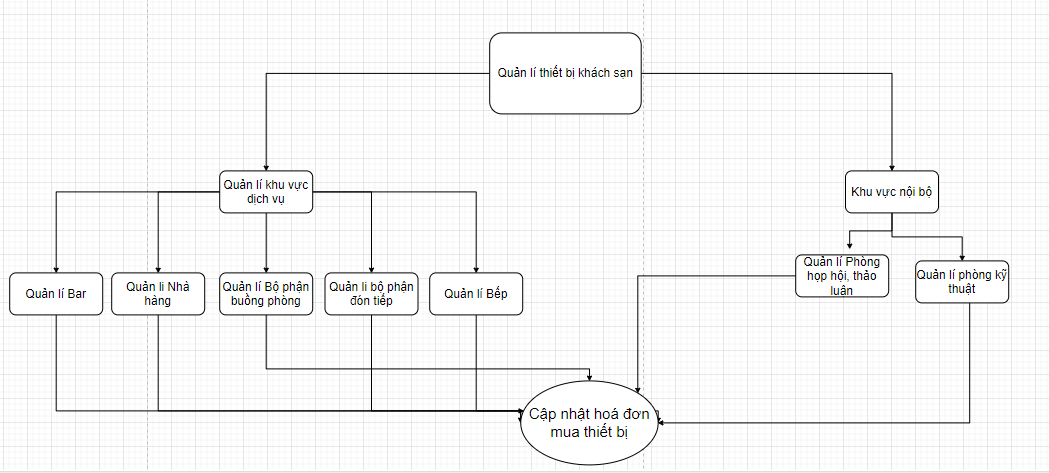 Quản lí thiết bị khách sạn
Quản lí khu vực
dịch vụ
Khu vực nội bộ
Quản lí Bar
Quản li Nhà
hàng
Quản lí Bộ phận
buồng phòng
Quản li bộ phận
đón tiếp
Quản lí Bếp
Quản lí Phòng
họp hội, thảo
luận
Quản lí phòng kỹ
thuật
Cập nhật hoá đơn
mua thiết bị